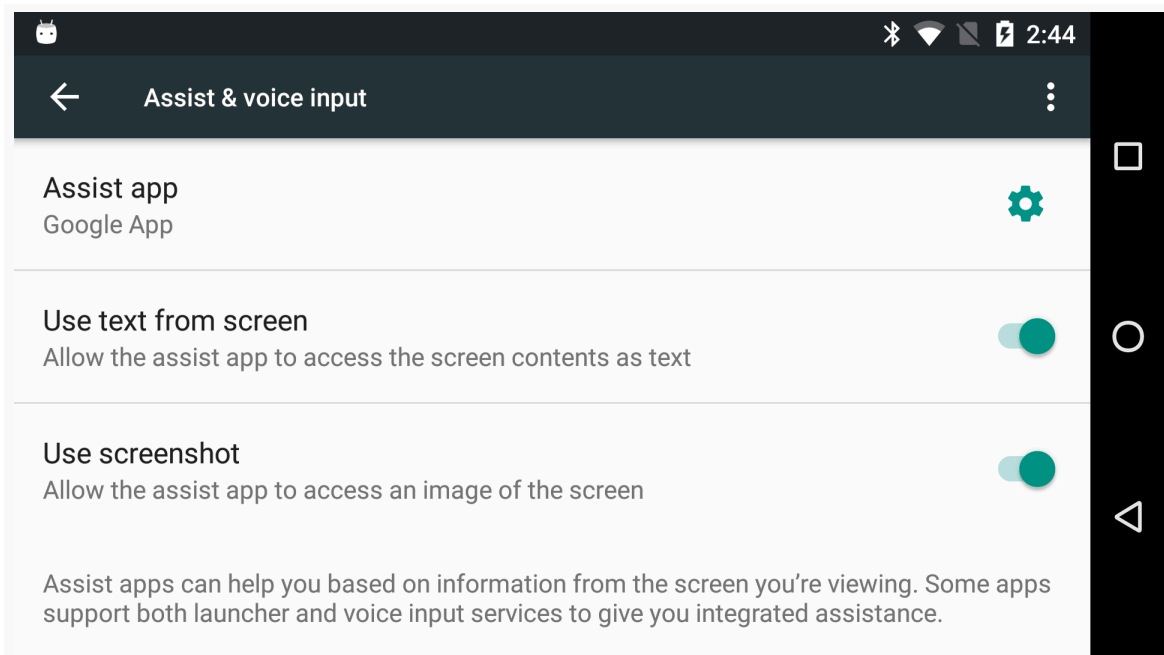 2:44
Assist & voice input
Assist app
Google App
Use text from screen
Allow the assist app to access the screen contents as text
Use screenshot
Allow the assist app to access an image of the screen
Assist apps can help you based on information from the screen you’re viewing. Some apps
support both launcher and voice input services to give you integrated assistance.